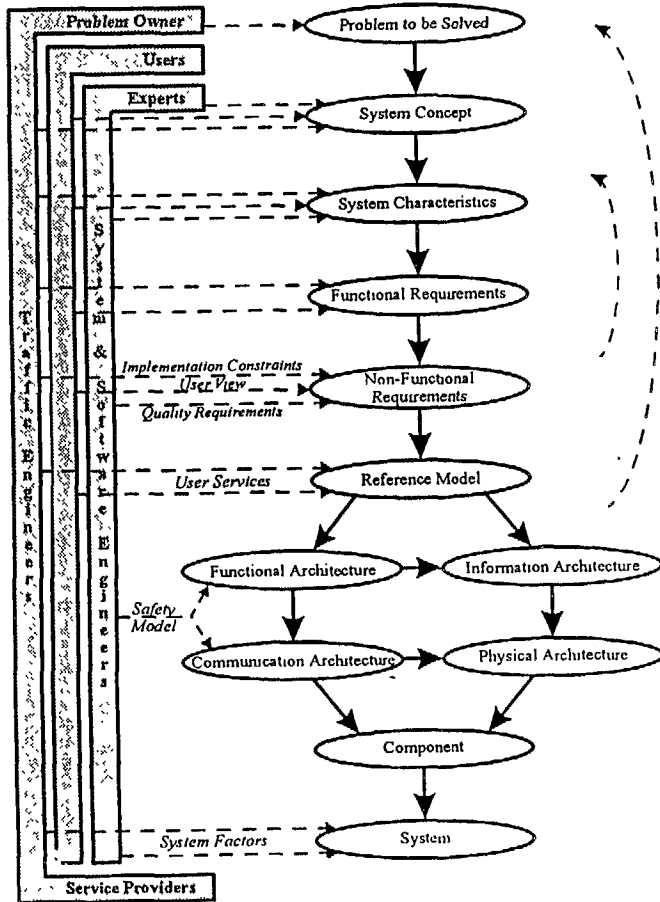 Problem Owner
Users
Experts
Traffic Engineers
System & Software Engineers
Service Providers
Problem to be Solved
System Concept
System Characteristics
Functional Requirements
Implementation Constraints
User View
Quality Requirements
Non-Functional
Requirements
User Services
Reference Model
Functional Architecture
Information Architecture
Safety
Model
Communication Architecture
Physical Architecture
Component
System Factors
System